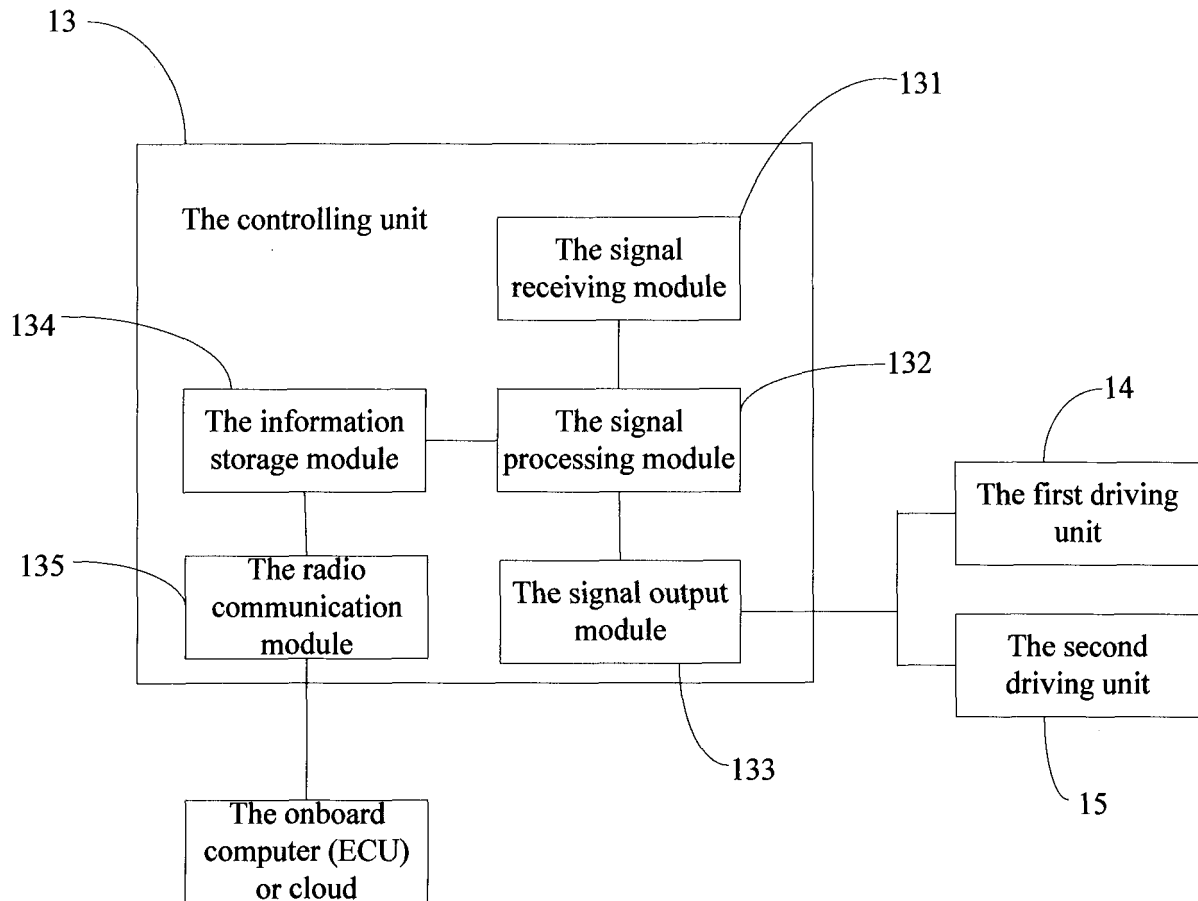 13
131
The controlling unit
The signal
receiving module
134
132
14
The information
storage module
The signal
processing module
The first driving
unit
135
The radio
communication
module
The signal output
module
The second
driving unit
133
15
The onboard
computer (ECU)
or cloud